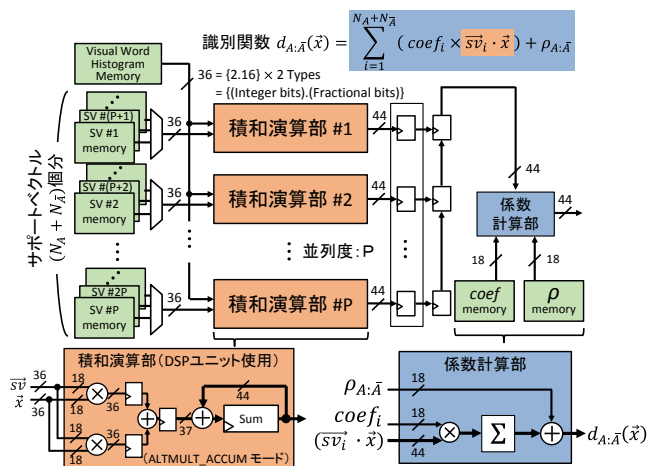 識別関数 d_{A:Ā}(x⃗) = \sum_{i=1}^{N_A+N_Ā} ( coef_i × \overrightarrow{sv}_i · x⃗ ) + ρ_{A:Ā}
Visual Word
Histogram
Memory
36 = {2.16} × 2 Types
= {(Integer bits).(Fractional bits)}
サポートベクトル
(N_A + N_Ā)個分
SV #(P+1)
SV #1
memory
36
積和演算部 #1
44
SV #(P+2)
SV #2
memory
36
積和演算部 #2
44
44
係数
計算部
44
並列度:P
18
18
SV #2P
SV #P
memory
36
積和演算部 #P
44
coef
memory
ρ
memory
積和演算部(DSPユニット使用)
36
\overrightarrow{sv}
x⃗
36
18
18
36
44
37
Sum
18
18
36
(ALTMULT_ACCUM モード)
係数計算部
ρ_{A:Ā}
18
coef_i
18
(\overrightarrow{sv}_i · x⃗)
44
Σ
d_{A:Ā}(x⃗)